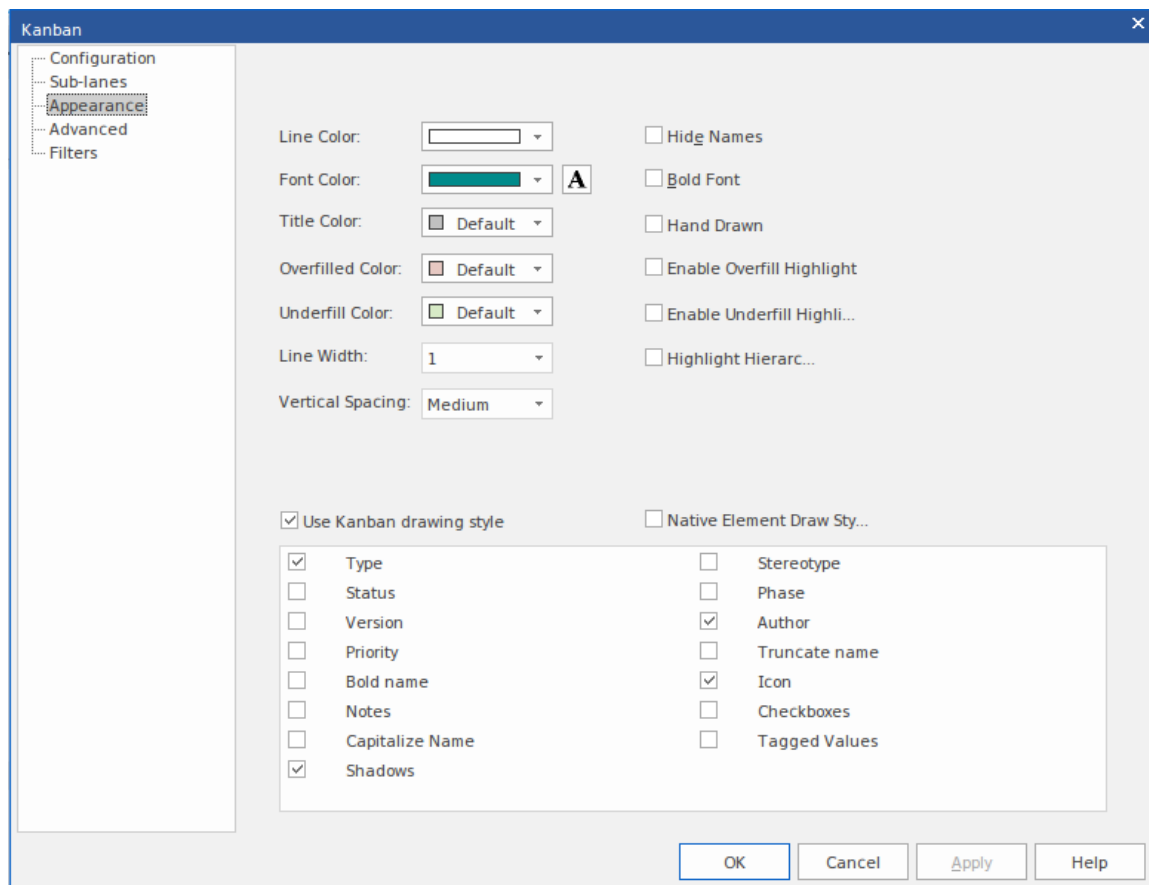 Kanban
Configuration
Sub-lanes
Appearance
Advanced
Filters
Line Color:
Hide Names
Font Color:
A
Bold Font
Title Color:
Default
Hand Drawn
Overfilled Color:
Default
Enable Overfill Highlight
Underfill Color:
Default
Enable Underfill Highli...
Line Width:
1
Highlight Hierarc...
Vertical Spacing:
Medium
Use Kanban drawing style
Native Element Draw Sty...
Type
Stereotype
Status
Phase
Version
Author
Priority
Truncate name
Bold name
Icon
Notes
Checkboxes
Capitalize Name
Tagged Values
Shadows
OK
Cancel
Apply
Help